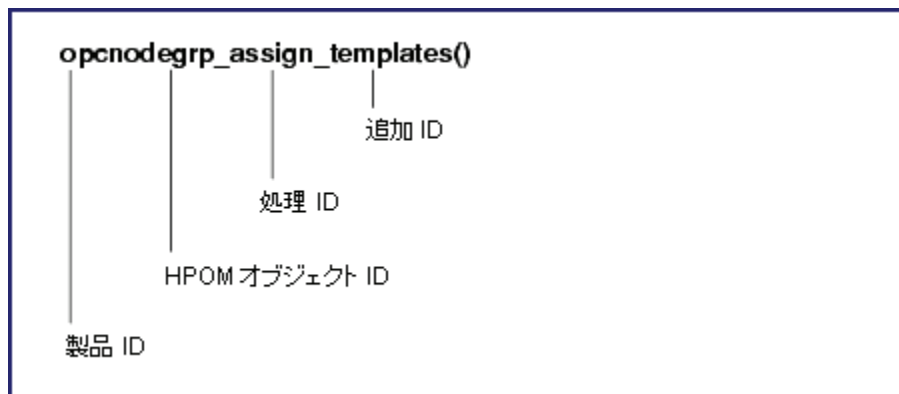 opcnodegrp_assign_templates()
追加 ID
処理 ID
HPOM オブジェクト ID
製品 ID